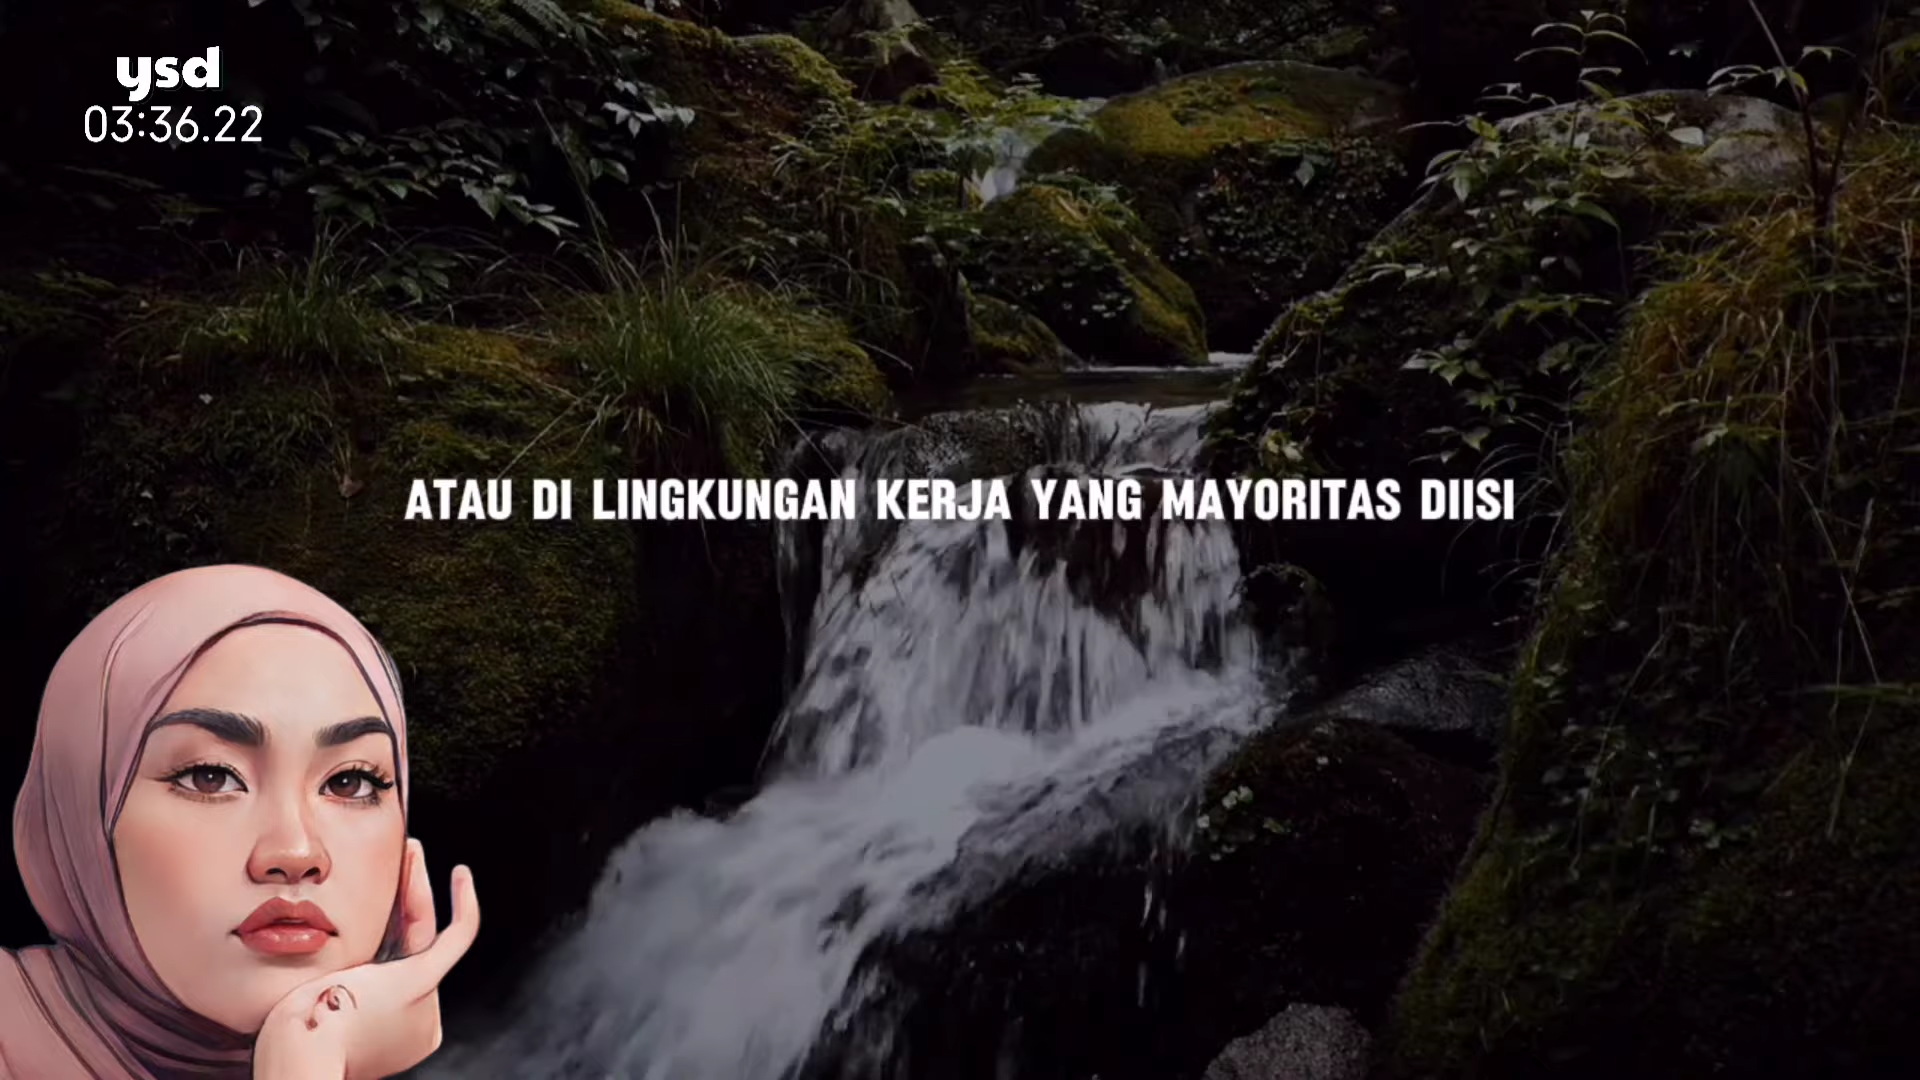 ysd
03:36.22
ATAU DI LINGKUNGAN KERJA YANG MAYORITAS DIISI